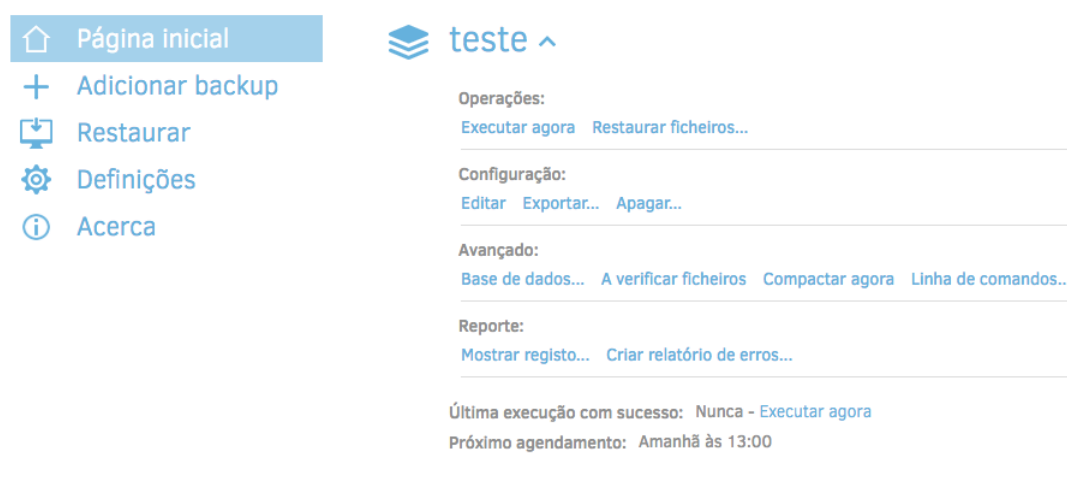 Página inicial
Adicionar backup
Restaurar
Definições
Acerca
teste
Operações:
Executar agora Restaurar ficheiros...
Configuração:
Editar Exportar... Apagar...
Avançado:
Base de dados... A verificar ficheiros Compactar agora Linha de comandos..
Reporte:
Mostrar registo... Criar relatório de erros...
Última execução com sucesso: Nunca - Executar agora
Próximo agendamento: Amanhã às 13:00